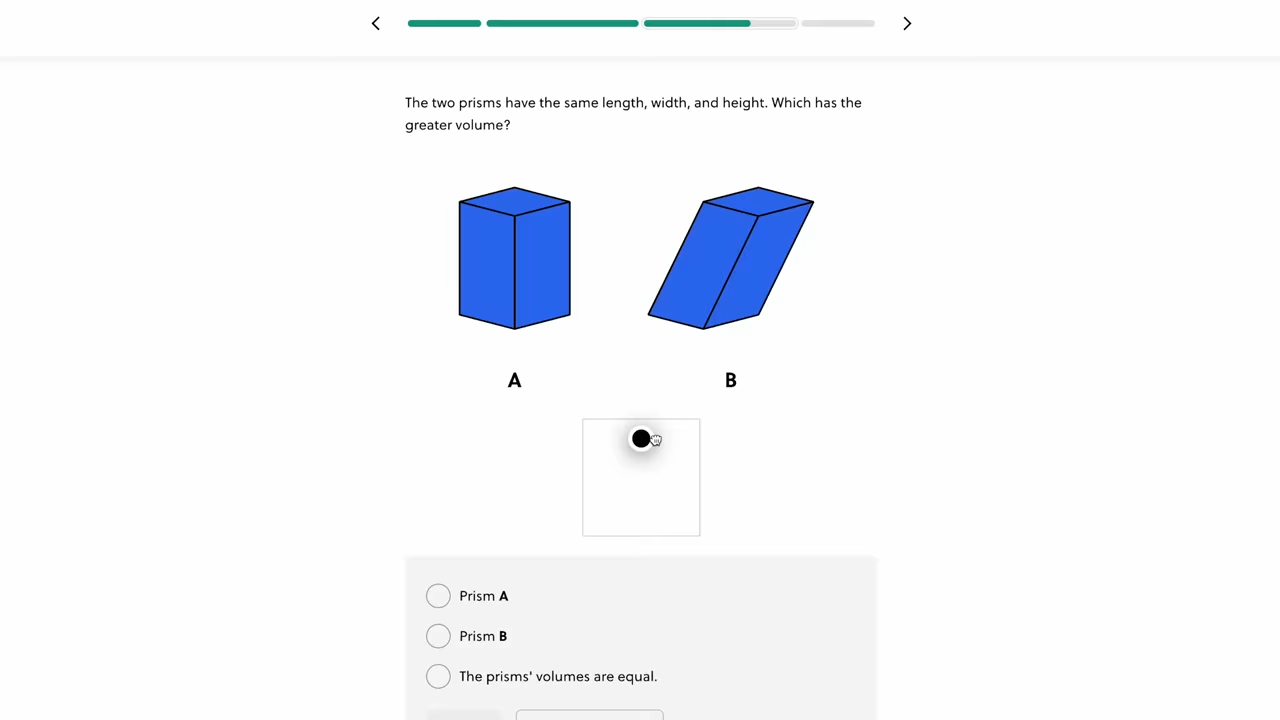 The two prisms have the same length, width, and height. Which has the
greater volume?
A
B
Prism A
Prism B
The prisms' volumes are equal.